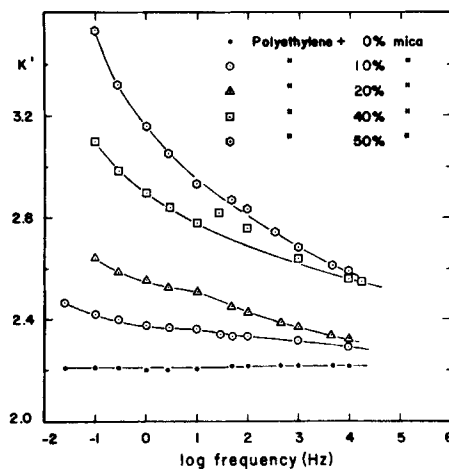 K'
3.2
2.8
2.4
2.0
Polyethylene + 0% mica
" 10% "
" 20% "
" 40% "
" 50% "
-2 -1 0 1 2 3 4 5 6
log frequency (Hz)